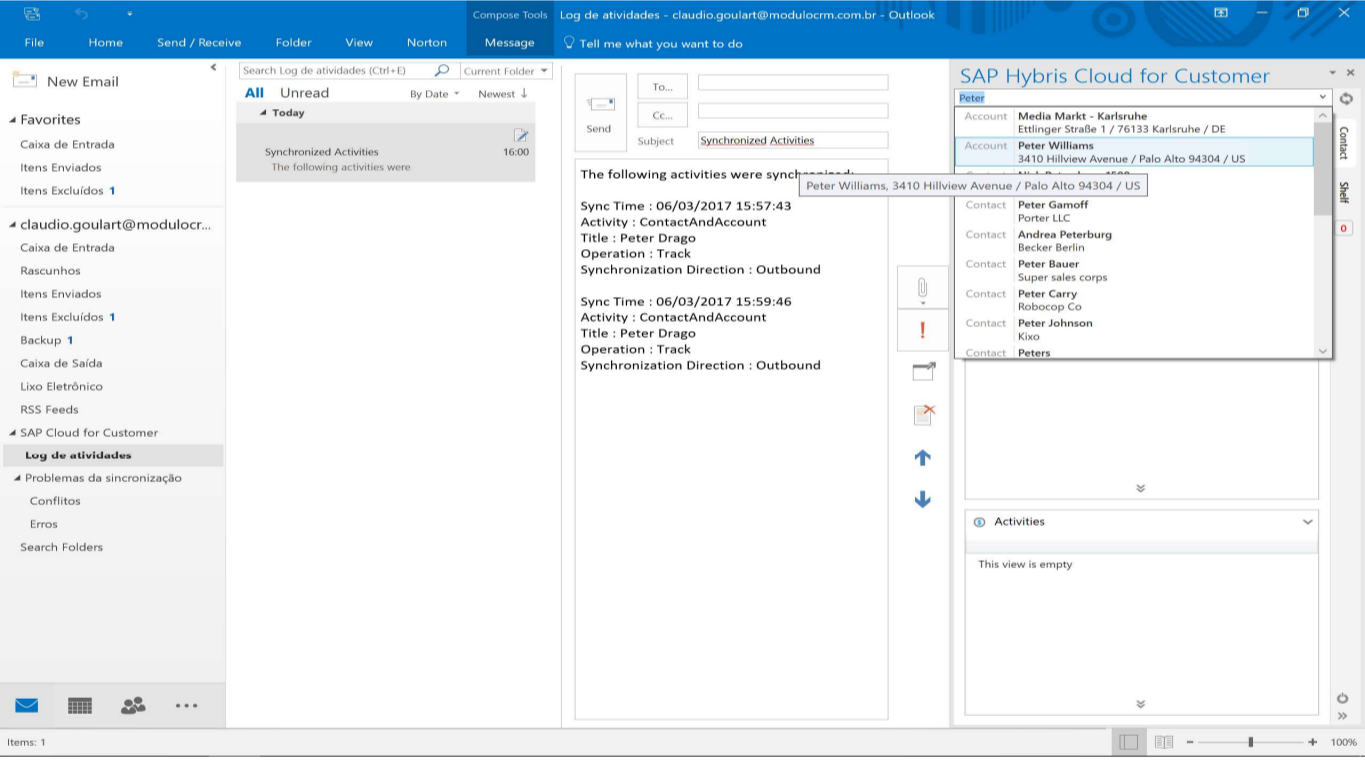 Compose Tools
Log de atividades - claudio.goulart@modulocrm.com.br - Outlook
File
Home
Send / Receive
Folder
View
Norton
Message
Tell me what you want to do
New Email
Favorites
Caixa de Entrada
Itens Enviados
Itens Excluídos 1
claudio.goulart@modulocr...
Caixa de Entrada
Rascunhos
Itens Enviados
Itens Excluídos 1
Backup 1
Caixa de Saída
Lixo Eletrônico
RSS Feeds
SAP Cloud for Customer
Log de atividades
Problemas da sincronização
Conflitos
Erros
Search Folders
Items: 1
Search Log de atividades (Ctrl+E)
Current Folder
All Unread
By Date
Newest ↓
Today
Synchronized Activities 16:00
The following activities were
Send
To...
Cc...
Subject
Synchronized Activities
The following activities were
Sync Time : 06/03/2017 15:57:43
Activity : ContactAndAccount
Title : Peter Drago
Operation : Track
Synchronization Direction : Outbound
Sync Time : 06/03/2017 15:59:46
Activity : ContactAndAccount
Title : Peter Drago
Operation : Track
Synchronization Direction : Outbound
SAP Hybris Cloud for Customer
Peter
Account Media Markt - Karlsruhe
Ettlinger Straße 1 / 76133 Karlsruhe / DE
Account Peter Williams
3410 Hillview Avenue / Palo Alto 94304 / US
Peter Williams, 3410 Hillview Avenue / Palo Alto 94304 / US
Contact Peter Gamoff
Porter LLC
Contact Andrea Peterburg
Becker Berlin
Contact Peter Bauer
Super sales corps
Contact Peter Carry
Robocop Co
Contact Peter Johnson
Kixo
Contact Peters
Activities
This view is empty
Contact
Shelf
0
100%